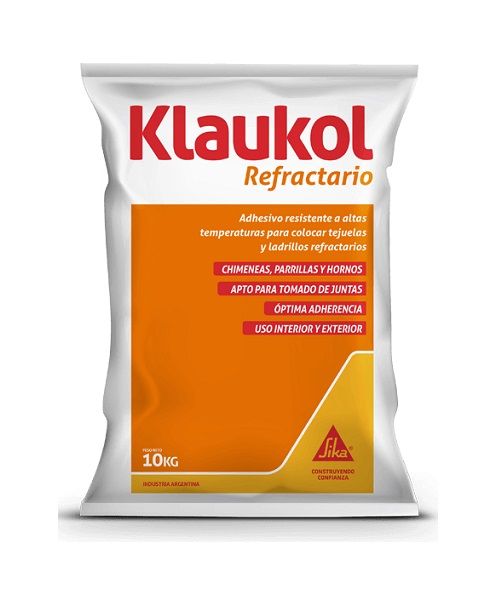 Klaukol
Refractario
Adhesivo resistente a altas
temperaturas para colocar tejuelas
y ladrillos refractarios
CHIMENEAS, PARRILLAS Y HORNOS
APTO PARA TOMADO DE JUNTAS
ÓPTIMA ADHERENCIA
USO INTERIOR Y EXTERIOR
PESO NETO
10KG
INDUSTRIA ARGENTINA
Sika®
CONSTRUYENDO
CONFIANZA